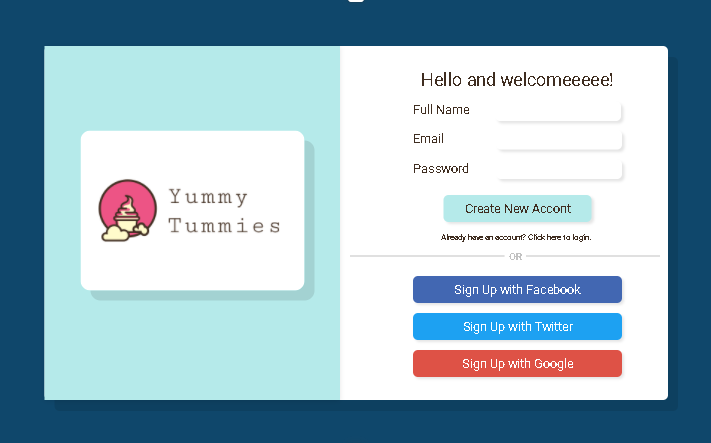 Yummy
Tummies
Hello and welcomeeeee!
Full Name
Email
Password
Create New Accont
Already have an account? Click here to login.
OR
Sign Up with Facebook
Sign Up with Twitter
Sign Up with Google